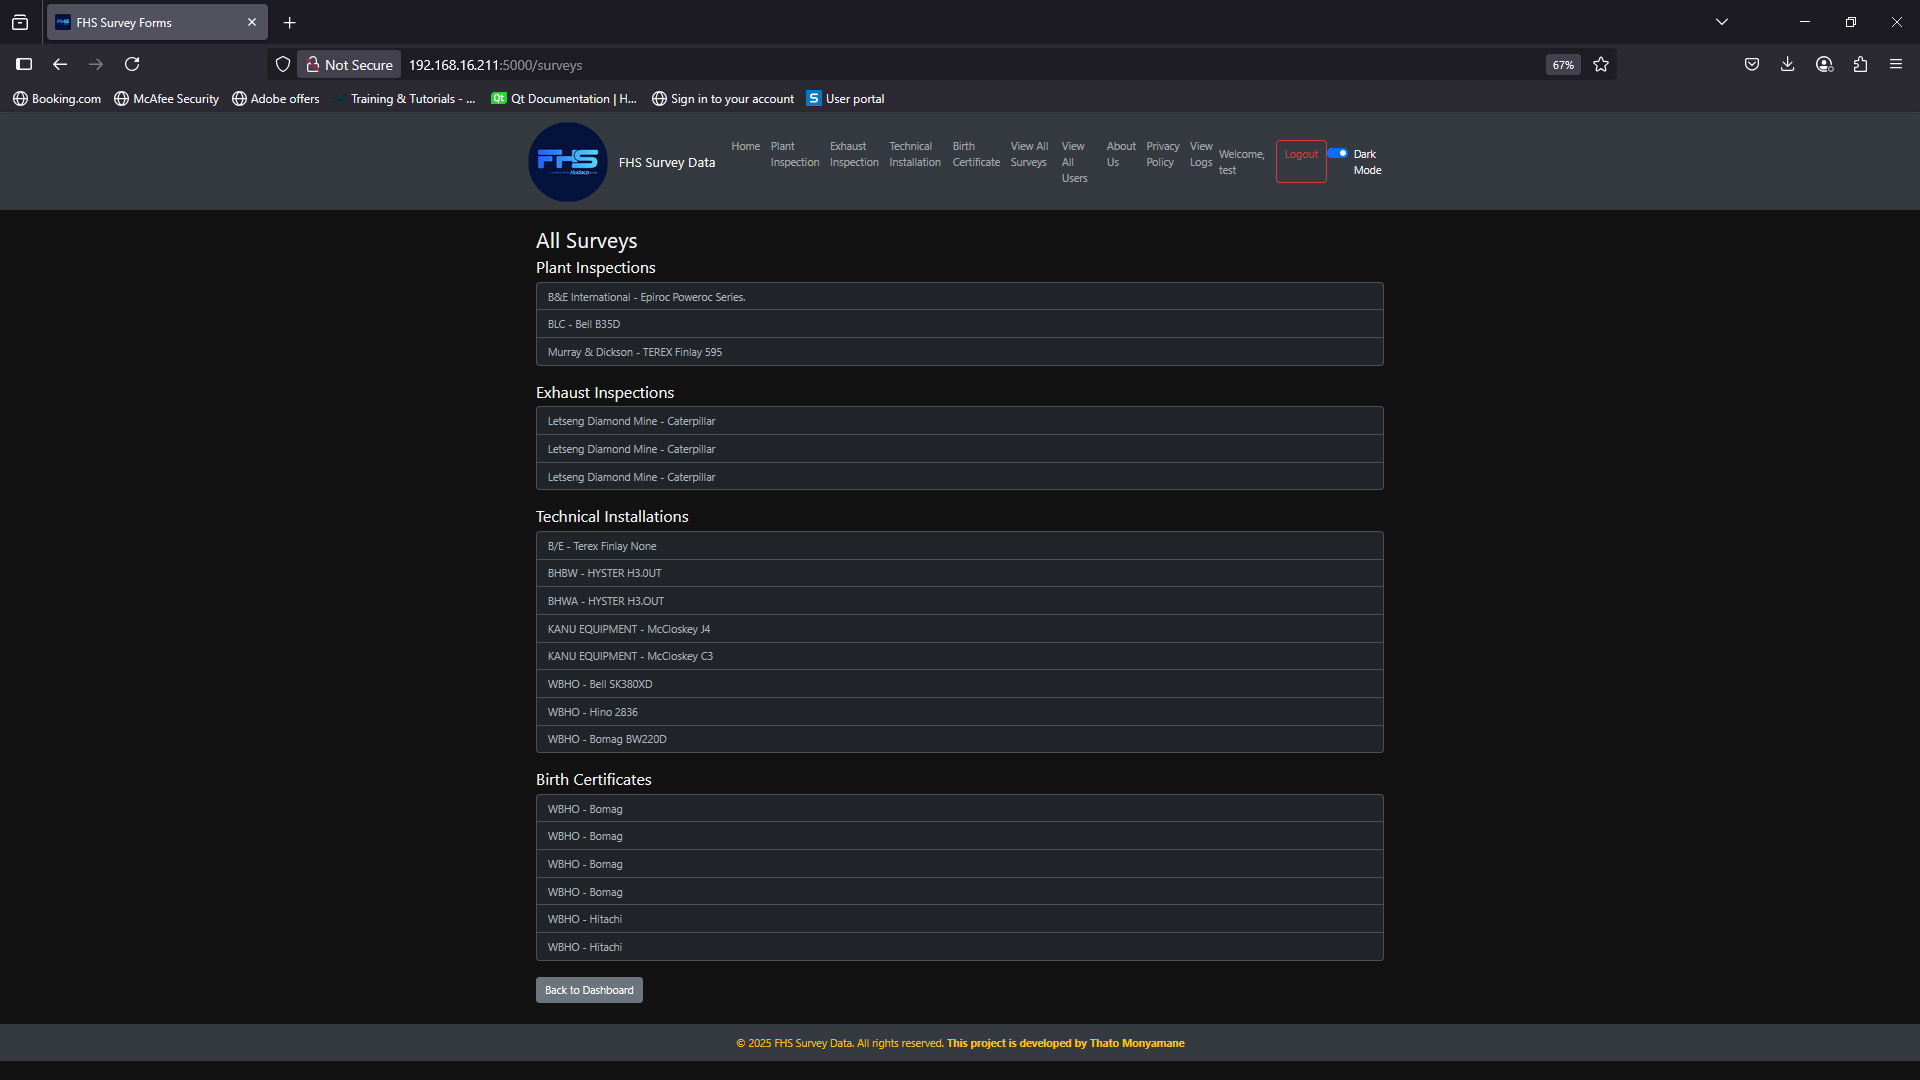 FHS Survey Forms
Not Secure
192.168.16.211:5000/surveys
67%
Booking.com
McAfee Security
Adobe offers
Training & Tutorials - ...
Qt Documentation | H...
Sign in to your account
User portal
FHS
FHS Survey Data
Home
Plant
Inspection
Exhaust
Inspection
Technical
Installation
Birth
Certificate
View All
Surveys
View
All
Users
About
Us
Privacy
Policy
View
Logs
Welcome,
test
Logout
Dark
Mode
All Surveys
Plant Inspections
B&E International - Epiroc Poweroc Series.
BLC - Bell B35D
Murray & Dickson - TEREX Finlay 595
Exhaust Inspections
Letseng Diamond Mine - Caterpillar
Letseng Diamond Mine - Caterpillar
Letseng Diamond Mine - Caterpillar
Technical Installations
B/E - Terex Finlay None
BHBW - HYSTER H3.0UT
BHWA - HYSTER H3.OUT
KANU EQUIPMENT - McCloskey J4
KANU EQUIPMENT - McCloskey C3
WBHO - Bell SK380XD
WBHO - Hino 2836
WBHO - Bomag BW220D
Birth Certificates
WBHO - Bomag
WBHO - Bomag
WBHO - Bomag
WBHO - Bomag
WBHO - Hitachi
WBHO - Hitachi
Back to Dashboard
© 2025 FHS Survey Data. All rights reserved. This project is developed by Thato Monyamane